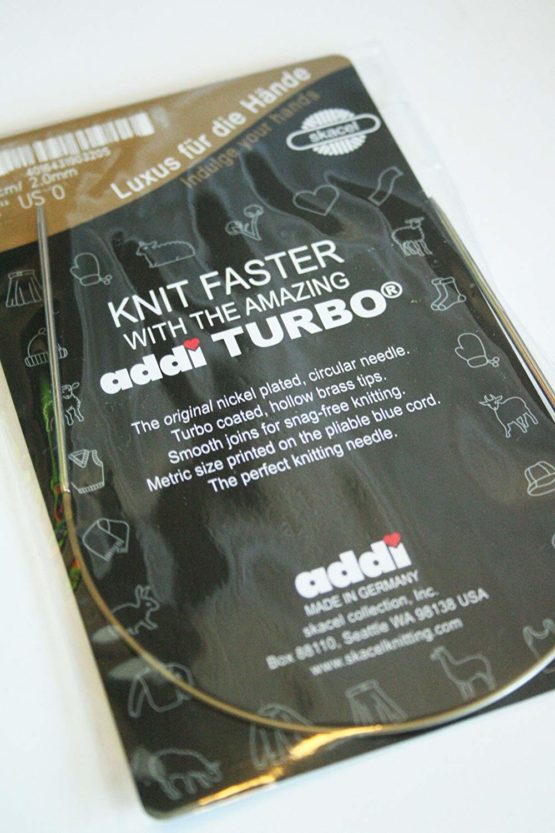 cm/ 2.0mm
" US 0
Luxus für die Hände
Indulge your hands
skacel
KNIT FASTER
WITH THE AMAZING
addi TURBO®
The original nickel plated, circular needle.
Turbo coated, hollow brass tips.
Smooth joins for snag-free knitting.
Metric size printed on the pliable blue cord.
The perfect knitting needle.
addi
MADE IN GERMANY
skacel collection, Inc.
Box 88110, Seattle WA 98138 USA
www.skacelknitting.com